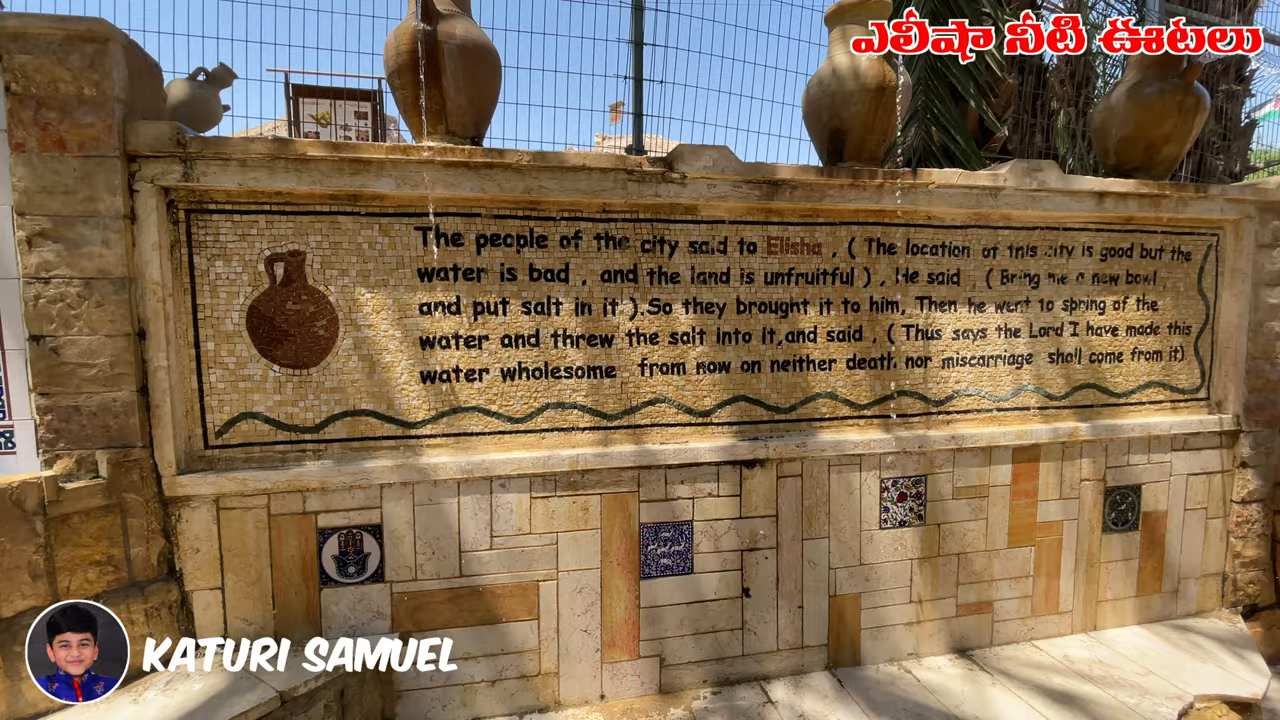 ఎలీషా నీటి ఊటలు
The people of the city said to Elisha , ( The location of this city is good but the
water is bad , and the land is unfruitful ) , He said , ( Bring me a new bowl ,
and put salt in it ).So they brought it to him, Then he went to spring of the
water and threw the salt into it,and said , ( Thus says the Lord I have made this
water wholesome from now on neither death nor miscarriage shall come from it)
KATURI SAMUEL